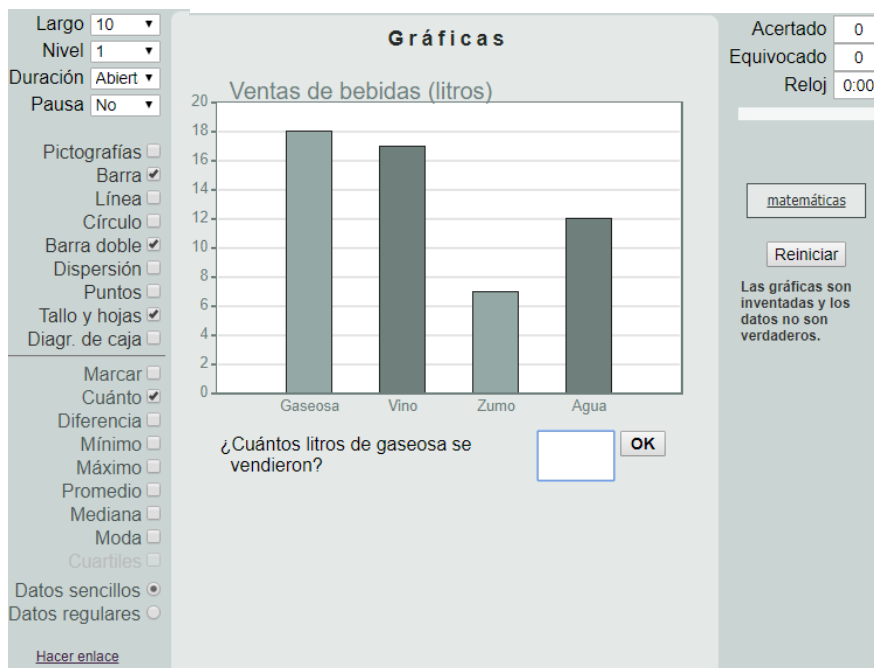 Largo 10
Nivel 1
Duración Abiert
Pausa No
Pictografías
Barra
Línea
Círculo
Barra doble
Dispersión
Puntos
Tallo y hojas
Diagr. de caja
Marcar
Cuánto
Diferencia
Mínimo
Máximo
Promedio
Mediana
Moda
Cuartiles
Datos sencillos
Datos regulares
Hacer enlace
Gráficas
Ventas de bebidas (litros)
20
18
16
14
12
10
8
6
4
2
0
Gaseosa Vino Zumo Agua
¿Cuántos litros de gaseosa se
vendieron?
OK
Acertado 0
Equivocado 0
Reloj 0:00
matemáticas
Reiniciar
Las gráficas son
inventadas y los
datos no son
verdaderos.